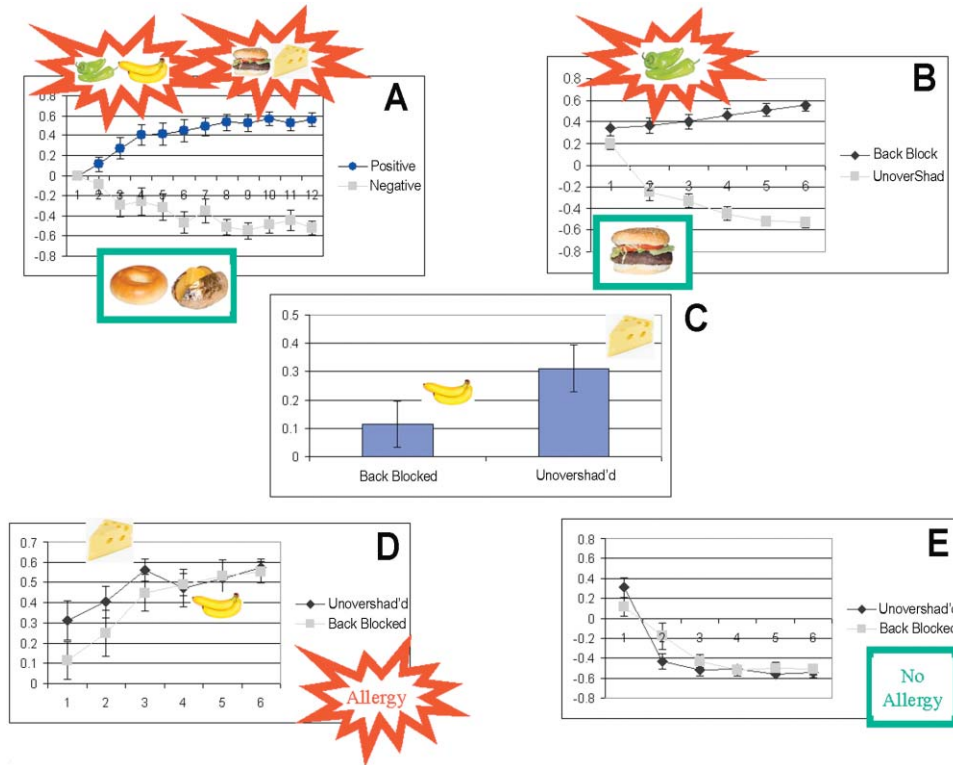 A
0.8
0.6
0.4
0.2
0
-0.2
-0.4
-0.6
-0.8
1 2 3 4 5 6 7 8 9 10 11 12
Positive
Negative
B
0.8
0.6
0.4
0.2
0
-0.2
-0.4
-0.6
-0.8
1 2 3 4 5 6
Back Block
UnoverShad
C
0.5
0.4
0.3
0.2
0.1
0
Back Blocked Unovershad'd
D
0.7
0.6
0.5
0.4
0.3
0.2
0.1
0
1 2 3 4 5 6
Unovershad'd
Back Blocked
Allergy
E
0.8
0.6
0.4
0.2
0
-0.2
-0.4
-0.6
-0.8
1 2 3 4 5 6
Unovershad'd
Back Blocked
No
Allergy